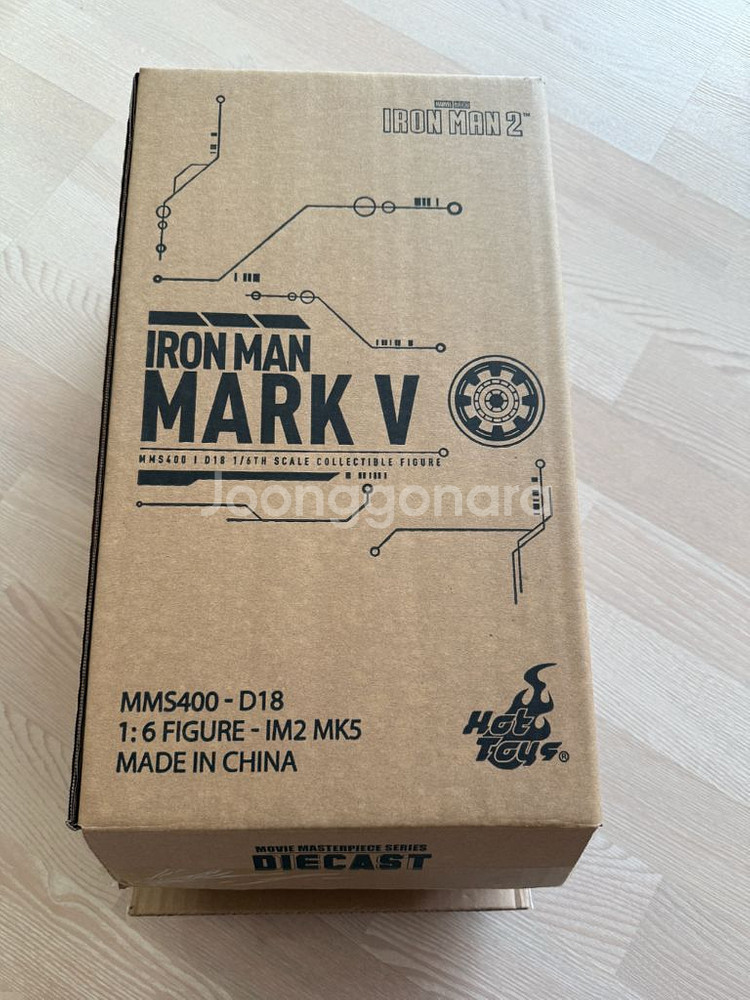 MARVEL STUDIOS
IRON MAN 2™
IRON MAN
MARK V
MMS400 | D18 1/6TH SCALE COLLECTIBLE FIGURE
Joonggonara
MMS400 - D18
1: 6 FIGURE - IM2 MK5
MADE IN CHINA
Hot
Toys®
MOVIE MASTERPIECE SERIES
DIECAST